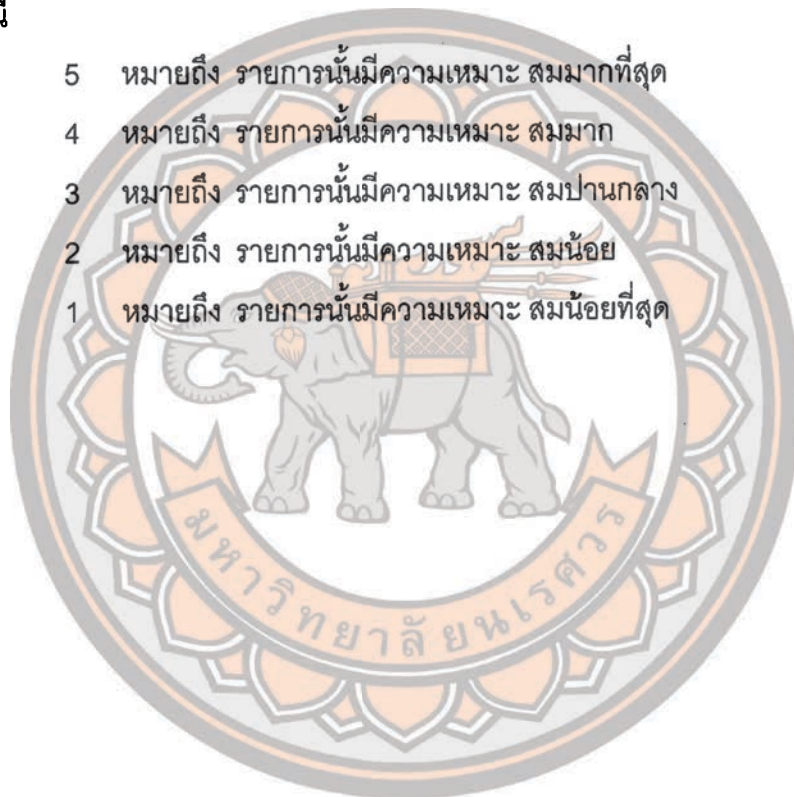 5 หมายถึง รายการนั้นมีความเหมาะ สมมากที่สุด
4 หมายถึง รายการนั้นมีความเหมาะ สมมาก
3 หมายถึง รายการนั้นมีความเหมาะ สมปานกลาง
2 หมายถึง รายการนั้นมีความเหมาะ สมน้อย
1 หมายถึง รายการนั้นมีความเหมาะ สมน้อยที่สุด
มหาวิทยาลัยนเรศวร